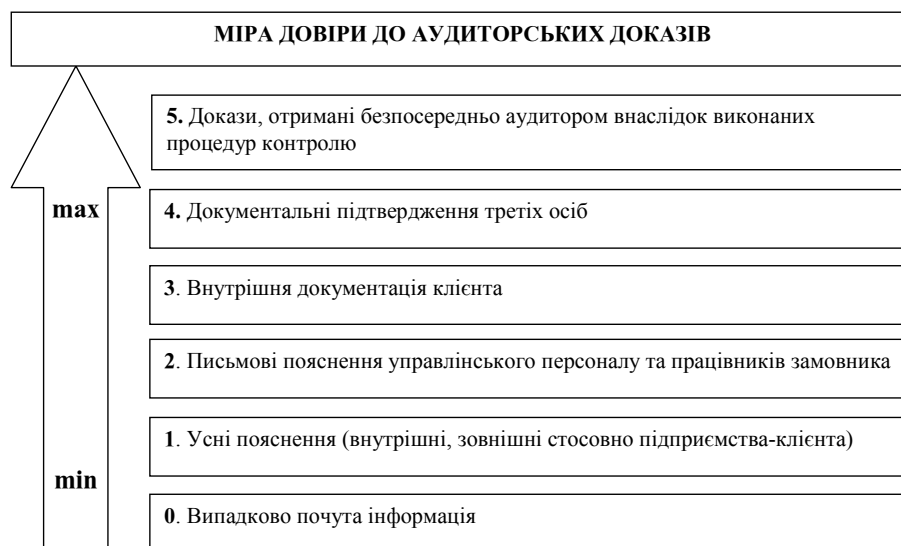 МІРА ДОВІРИ ДО АУДИТОРСЬКИХ ДОКАЗІВ
5. Докази, отримані безпосередньо аудитором внаслідок виконаних
процедур контролю
max
4. Документальні підтвердження третіх осіб
3. Внутрішня документація клієнта
2. Письмові пояснення управлінського персоналу та працівників замовника
1. Усні пояснення (внутрішні, зовнішні стосовно підприємства-клієнта)
min
0. Випадково почута інформація